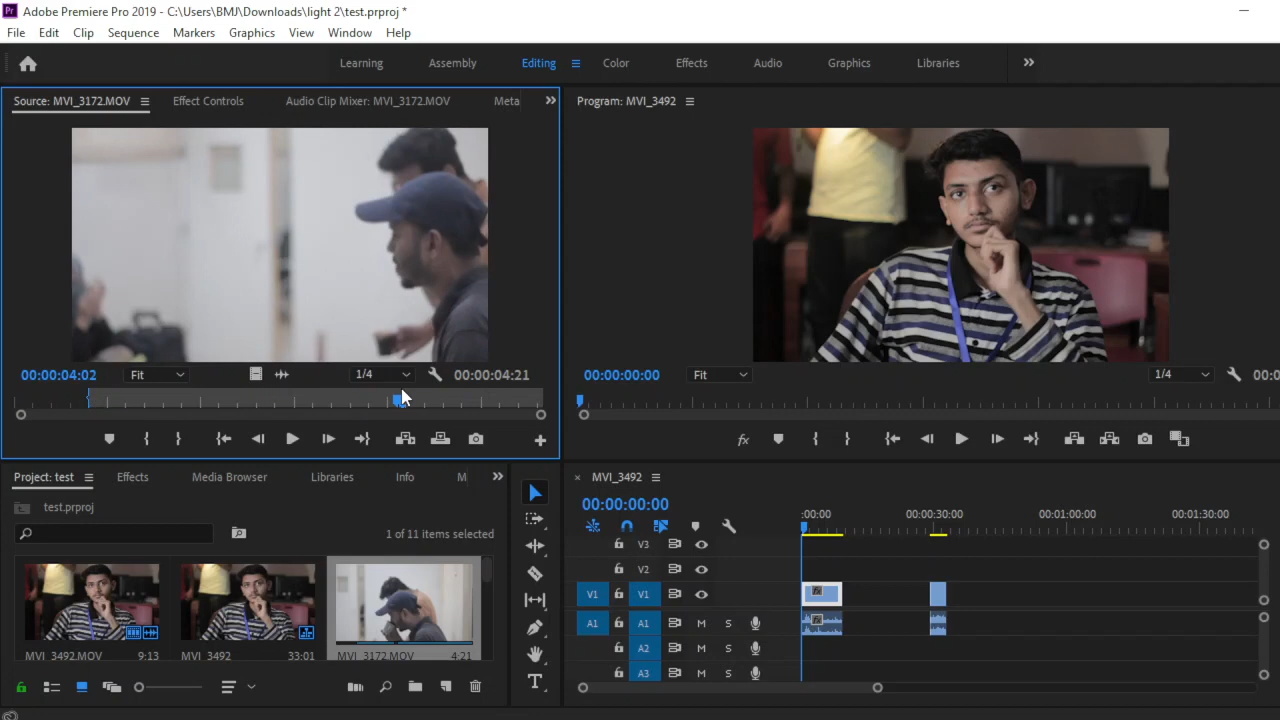 Pr Adobe Premiere Pro 2019 - C:\Users\BMJ\Downloads\light 2\test.prproj *
File Edit Clip Sequence Markers Graphics View Window Help
Learning Assembly Editing Color Effects Audio Graphics Libraries
Source: MVI_3172.MOV Effect Controls Audio Clip Mixer: MVI_3172.MOV Meta
Program: MVI_3492
00:00:04:02 Fit 1/4 00:00:04:21
00:00:00:00 Fit 1/4 00:0
fx
Project: test Effects Media Browser Libraries Info M
test.prproj
1 of 11 items selected
MVI_3492.MOV 9:13 MVI_3492 33:01 MVI_3172.MOV 4:21
× MVI_3492
00:00:00:00
:00:00 00:00:30:00 00:01:00:00 00:01:30:00
V3
V2
V1 V1
A1 A1 M S
A2 M S
A3 M S
T